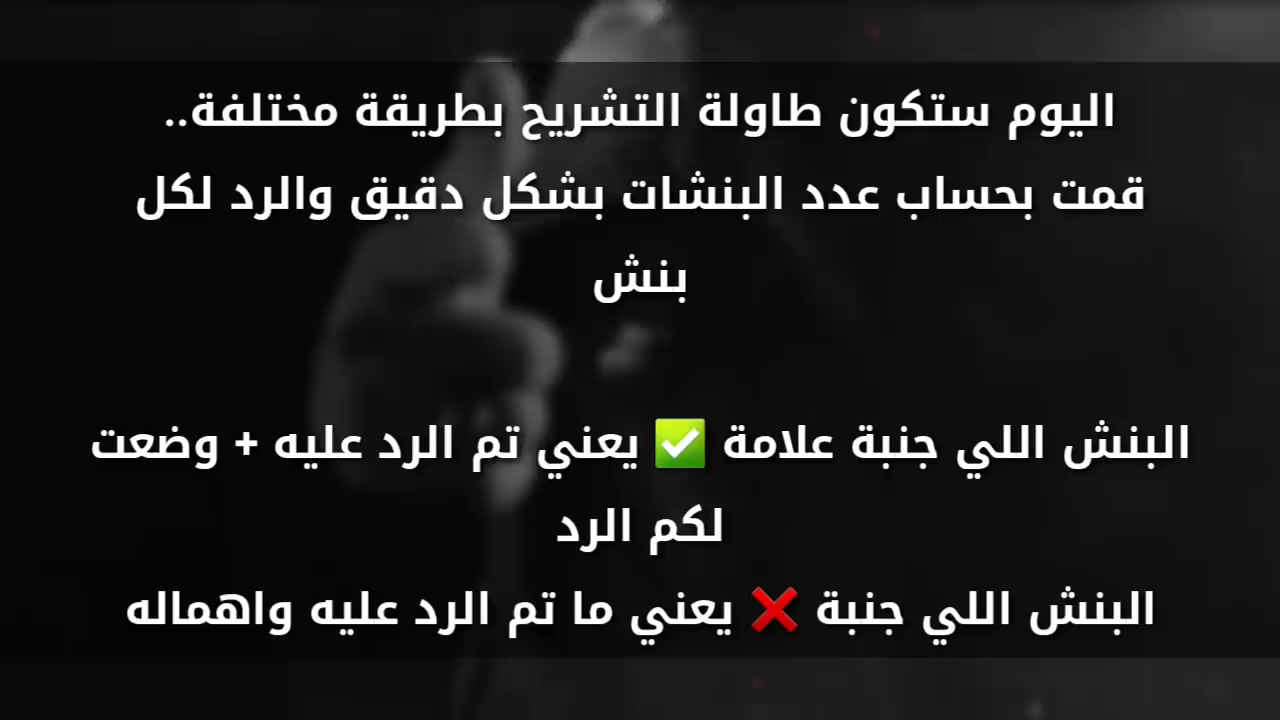 اليوم ستكون طاولة التشريح بطريقة مختلفة..
قمت بحساب عدد البنشات بشكل دقيق والرد لكل
بنش
البنش اللي جنبة علامة ✅ يعني تم الرد عليه + وضعت
لكم الرد
البنش اللي جنبة ❌ يعني ما تم الرد عليه واهماله